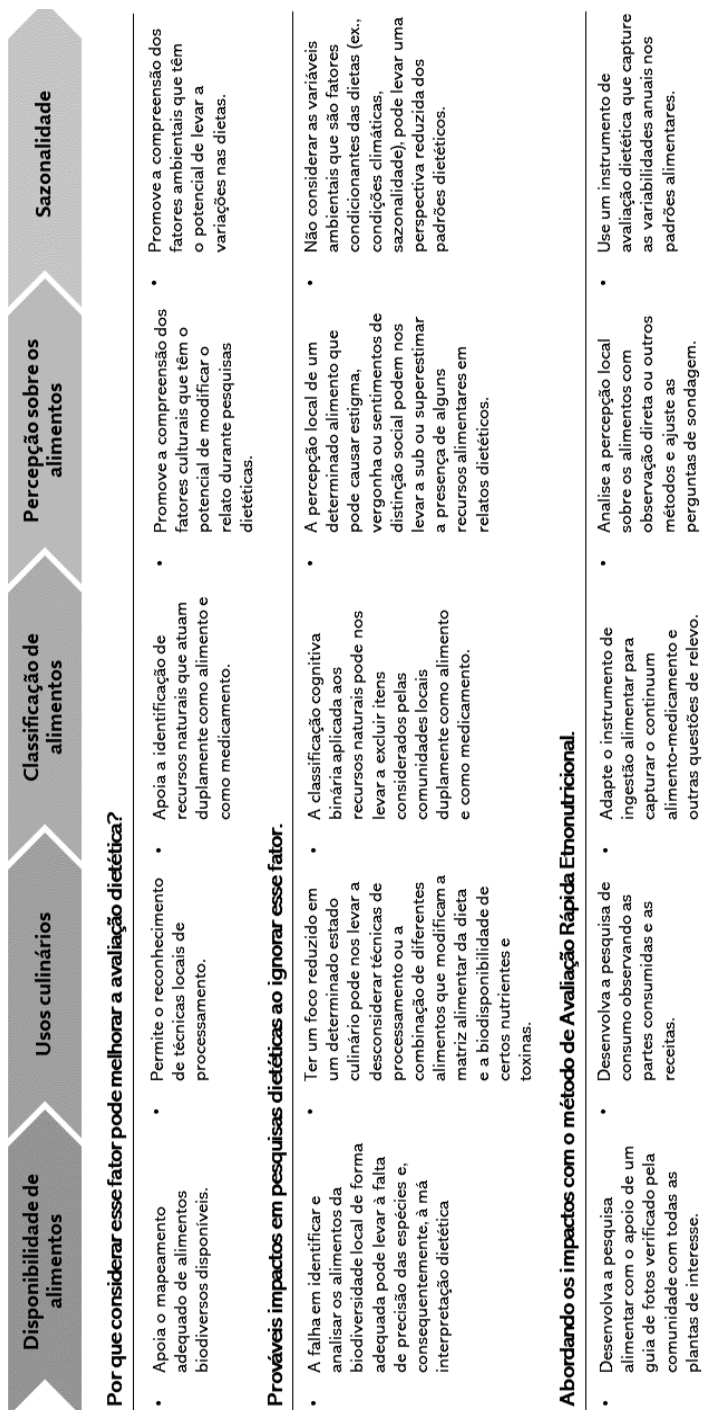 Disponibilidade de
alimentos
Usos culinários
Classificação de
alimentos
Percepção sobre os
alimentos
Sazonalidade
Por que considerar esse fator pode melhorar a avaliação dietética?
• Apoia o mapeamento
adequado de alimentos
biodiversos disponíveis.
• Permite o reconhecimento
de técnicas locais de
processamento.
• Apoia a identificação de
recursos naturais que atuam
duplamente como alimento e
como medicamento.
• Promove a compreensão dos
fatores culturais que têm o
potencial de modificar o
relato durante pesquisas
dietéticas.
• Promove a compreensão dos
fatores ambientais que têm
o potencial de levar a
variações nas dietas.
Prováveis impactos em pesquisas dietéticas ao ignorar esse fator.
• A falha em identificar e
analisar os alimentos da
biodiversidade local de forma
adequada pode levar à falta
de precisão das espécies e,
consequentemente, à má
interpretação dietética
• Ter um foco reduzido em
um determinado estado
culinário pode nos levar a
desconsiderar técnicas de
processamento ou a
combinação de diferentes
alimentos que modificam a
matriz alimentar da dieta
e a biodisponibilidade de
certos nutrientes e
toxinas.
• A classificação cognitiva
binária aplicada aos
recursos naturais pode nos
levar a excluir itens
considerados pelas
comunidades locais
duplamente como alimento
e como medicamento.
• A percepção local de um
determinado alimento que
pode causar estigma,
vergonha ou sentimentos de
distinção social podem nos
levar a sub ou superestimar
a presença de alguns
recursos alimentares em
relatos dietéticos.
• Não considerar as variáveis
ambientais que são fatores
condicionantes das dietas (ex.,
condições climáticas,
sazonalidade), pode levar uma
perspectiva reduzida dos
padrões dietéticos.
Abordando os impactos com o método de Avaliação Rápida Etnonutricional.
• Desenvolva a pesquisa
alimentar com o apoio de um
guia de fotos verificado pela
comunidade com todas as
plantas de interesse.
• Desenvolva a pesquisa de
consumo observando as
partes consumidas e as
receitas.
• Adapte o instrumento de
ingestão alimentar para
capturar o continuum
alimento-medicamento e
outras questões de relevo.
• Analise a percepção local
sobre os alimentos com
observação direta ou outros
métodos e ajuste as
perguntas de sondagem.
• Use um instrumento de
avaliação dietética que capture
as variabilidades anuais nos
padrões alimentares.